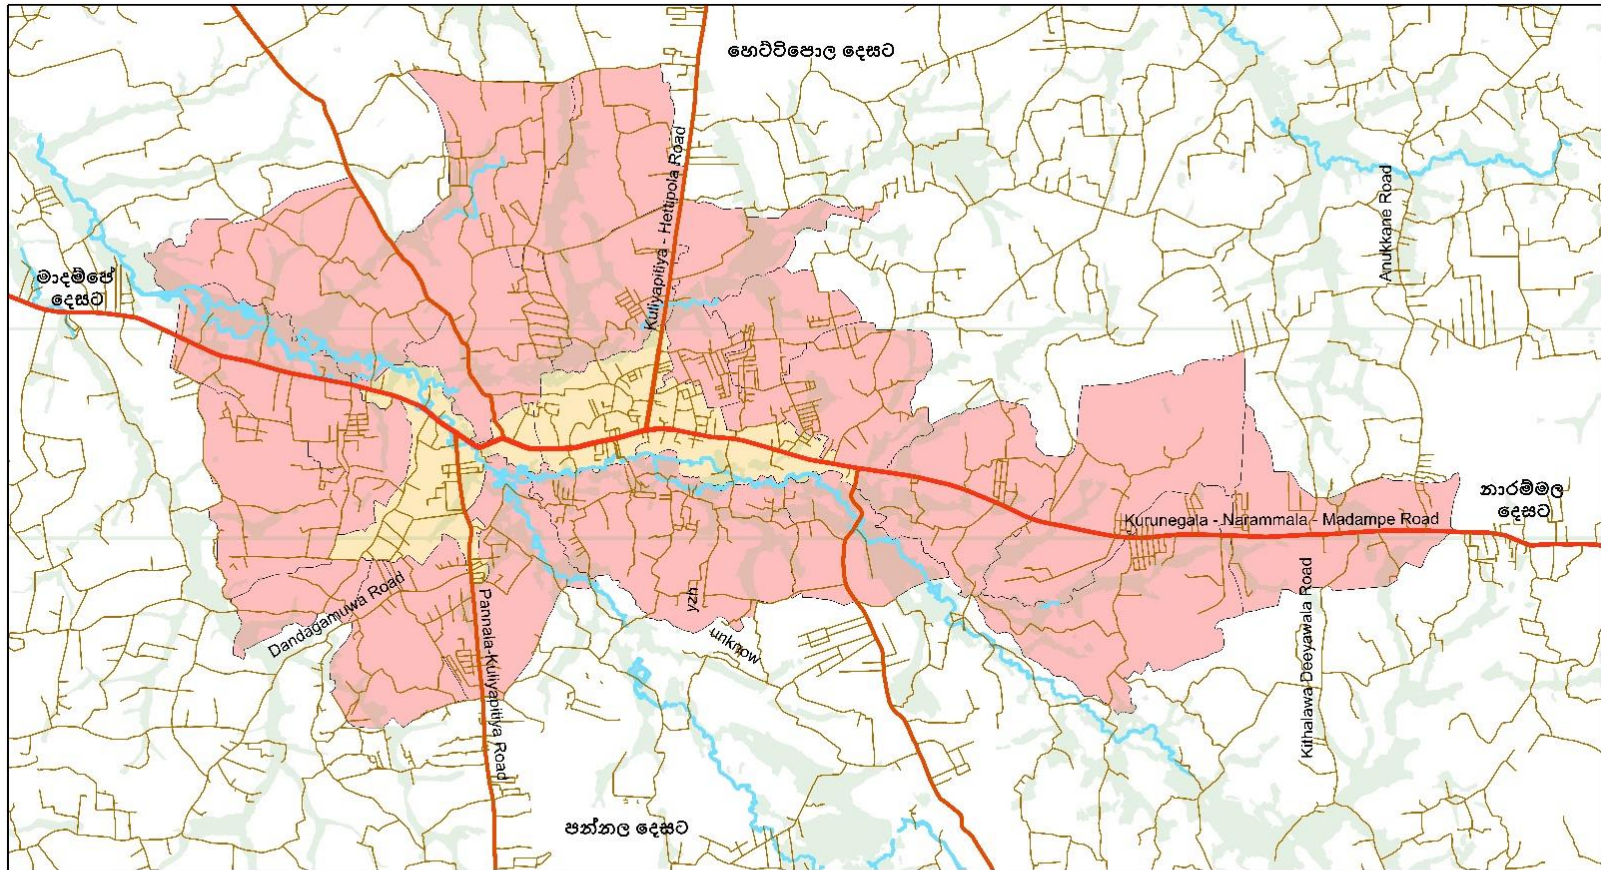 හෙට්ටිපොල දෙසට
Kuliyapitiya - Hettipola Road
Anukkane Road
මාදම්පේ
දෙසට
නාරම්මල
දෙසට
Kurunegala - Narammala - Madampe Road
Dandagamuwa Road
Pannala-Kuliyapitiya Road
yzh
unknow
Kithalawa-Deeyawala Road
පන්නල දෙසට